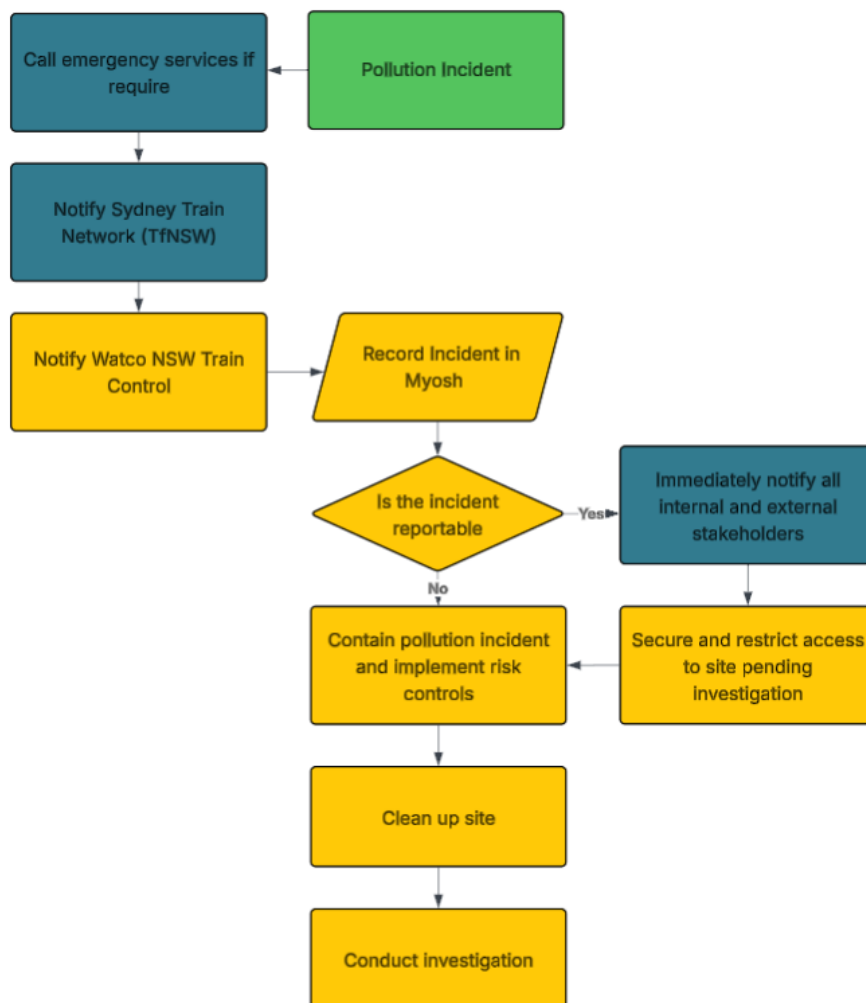 Pollution Incident
Call emergency services if
require
Notify Sydney Train
Network (TfNSW)
Notify Watco NSW Train
Control
Record Incident in
Myosh
Is the incident
reportable
Yes
Immediately notify all
internal and external
stakeholders
No
Contain pollution incident
and implement risk
controls
Secure and restrict access
to site pending
investigation
Clean up site
Conduct investigation